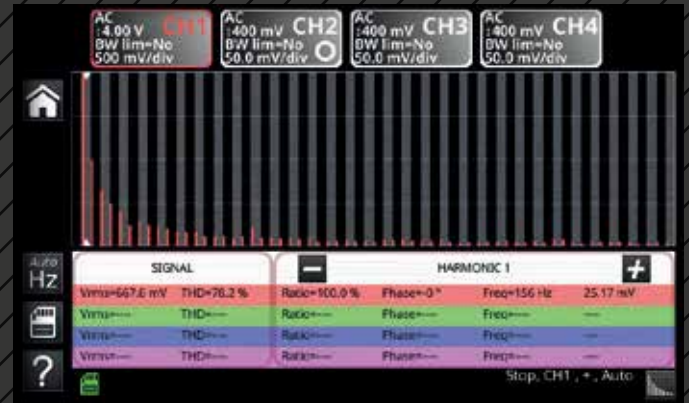 AC
:4.00 V CH1
BW lim=No
500 mV/div
AC
:400 mV CH2
BW lim=No
50.0 mV/div
AC
:400 mV CH3
BW lim=No
50.0 mV/div
AC
:400 mV CH4
BW lim=No
50.0 mV/div
Auto
Hz
?
SIGNAL
− HARMONIC 1 +
Vrms=667.6 mV THD=78.2 % Ratio=100.0 % Phase=-0 ° Freq=156 Hz 25.17 mV
Vrms=--- THD=--- Ratio=--- Phase=--- Freq=--- ---
Vrms=--- THD=--- Ratio=--- Phase=--- Freq=--- ---
Vrms=--- THD=--- Ratio=--- Phase=--- Freq=--- ---
Stop, CH1 , + , Auto